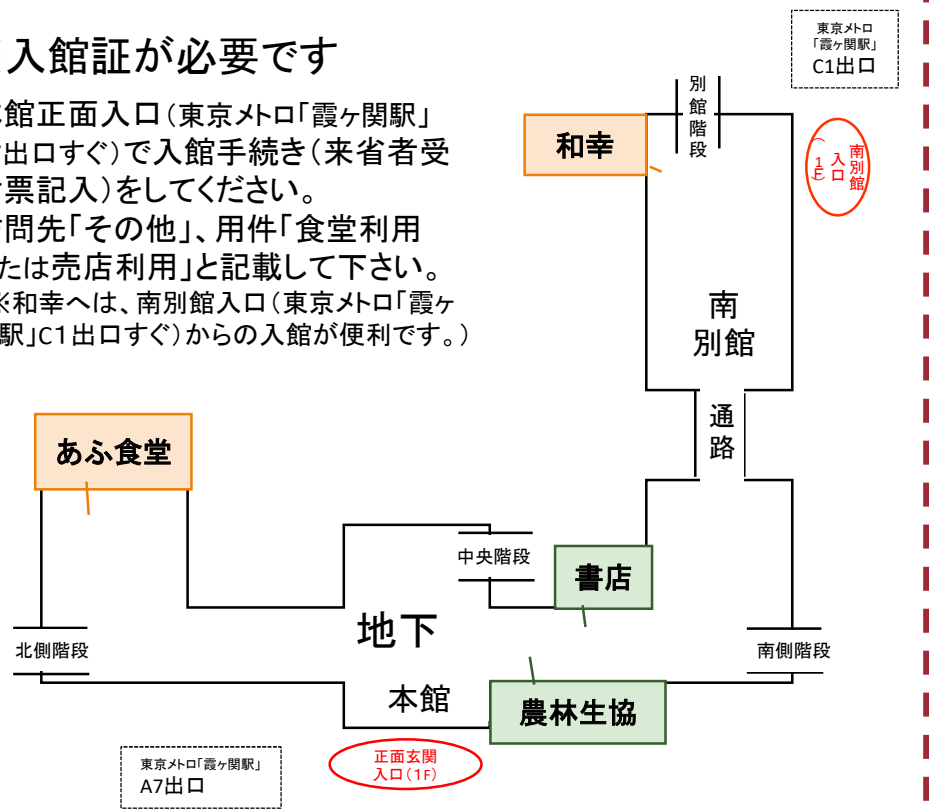 入館証が必要です
館正面入口（東京メトロ「霞ヶ関駅」
出口すぐ）で入館手続き（来省者受
票記入）をしてください。
問先「その他」、用件「食堂利用
たは売店利用」と記載して下さい。
※和幸へは、南別館入口（東京メトロ「霞ヶ
駅」C1出口すぐ）からの入館が便利です。）
東京メトロ
「霞ヶ関駅」
C1出口
別館階段
和幸
南別館
入口
（1F）
南
別館
通路
あふ食堂
中央階段
書店
地下
北側階段
南側階段
本館
農林生協
正面玄関
入口（1F）
東京メトロ「霞ヶ関駅」
A7出口